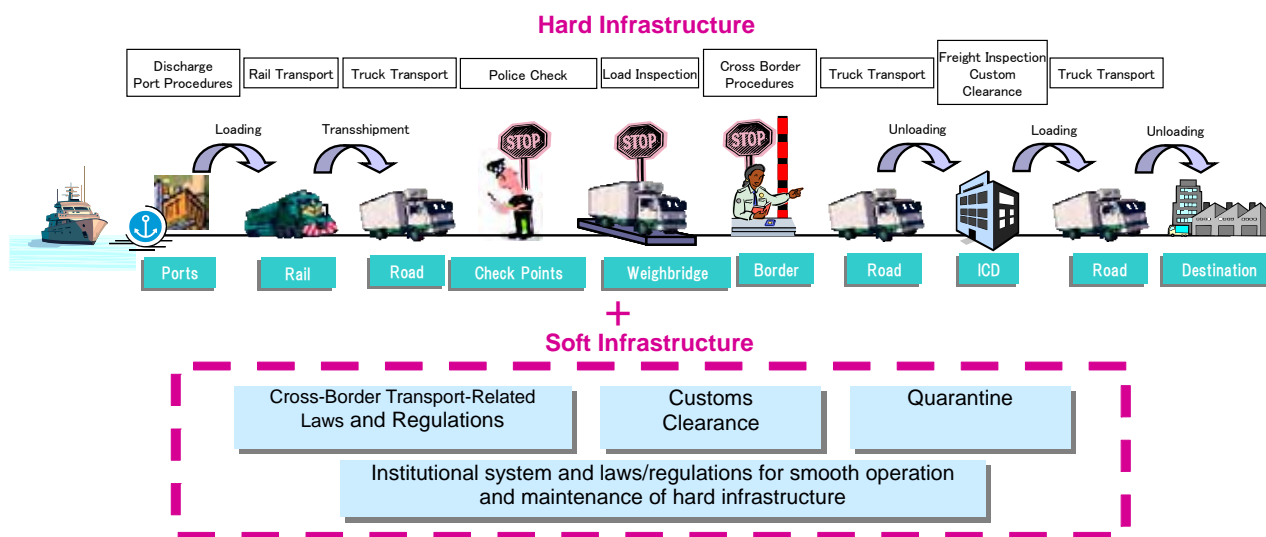 Hard Infrastructure
Discharge
Port Procedures
Rail Transport
Truck Transport
Police Check
Load Inspection
Cross Border
Procedures
Truck Transport
Freight Inspection
Custom
Clearance
Truck Transport
Loading
Transshipment
STOP
STOP
STOP
Unloading
Loading
Unloading
Ports
Rail
Road
Check Points
Weighbridge
Border
Road
ICD
Road
Destination
+
Soft Infrastructure
Cross-Border Transport-Related
Laws and Regulations
Customs
Clearance
Quarantine
Institutional system and laws/regulations for smooth operation
and maintenance of hard infrastructure